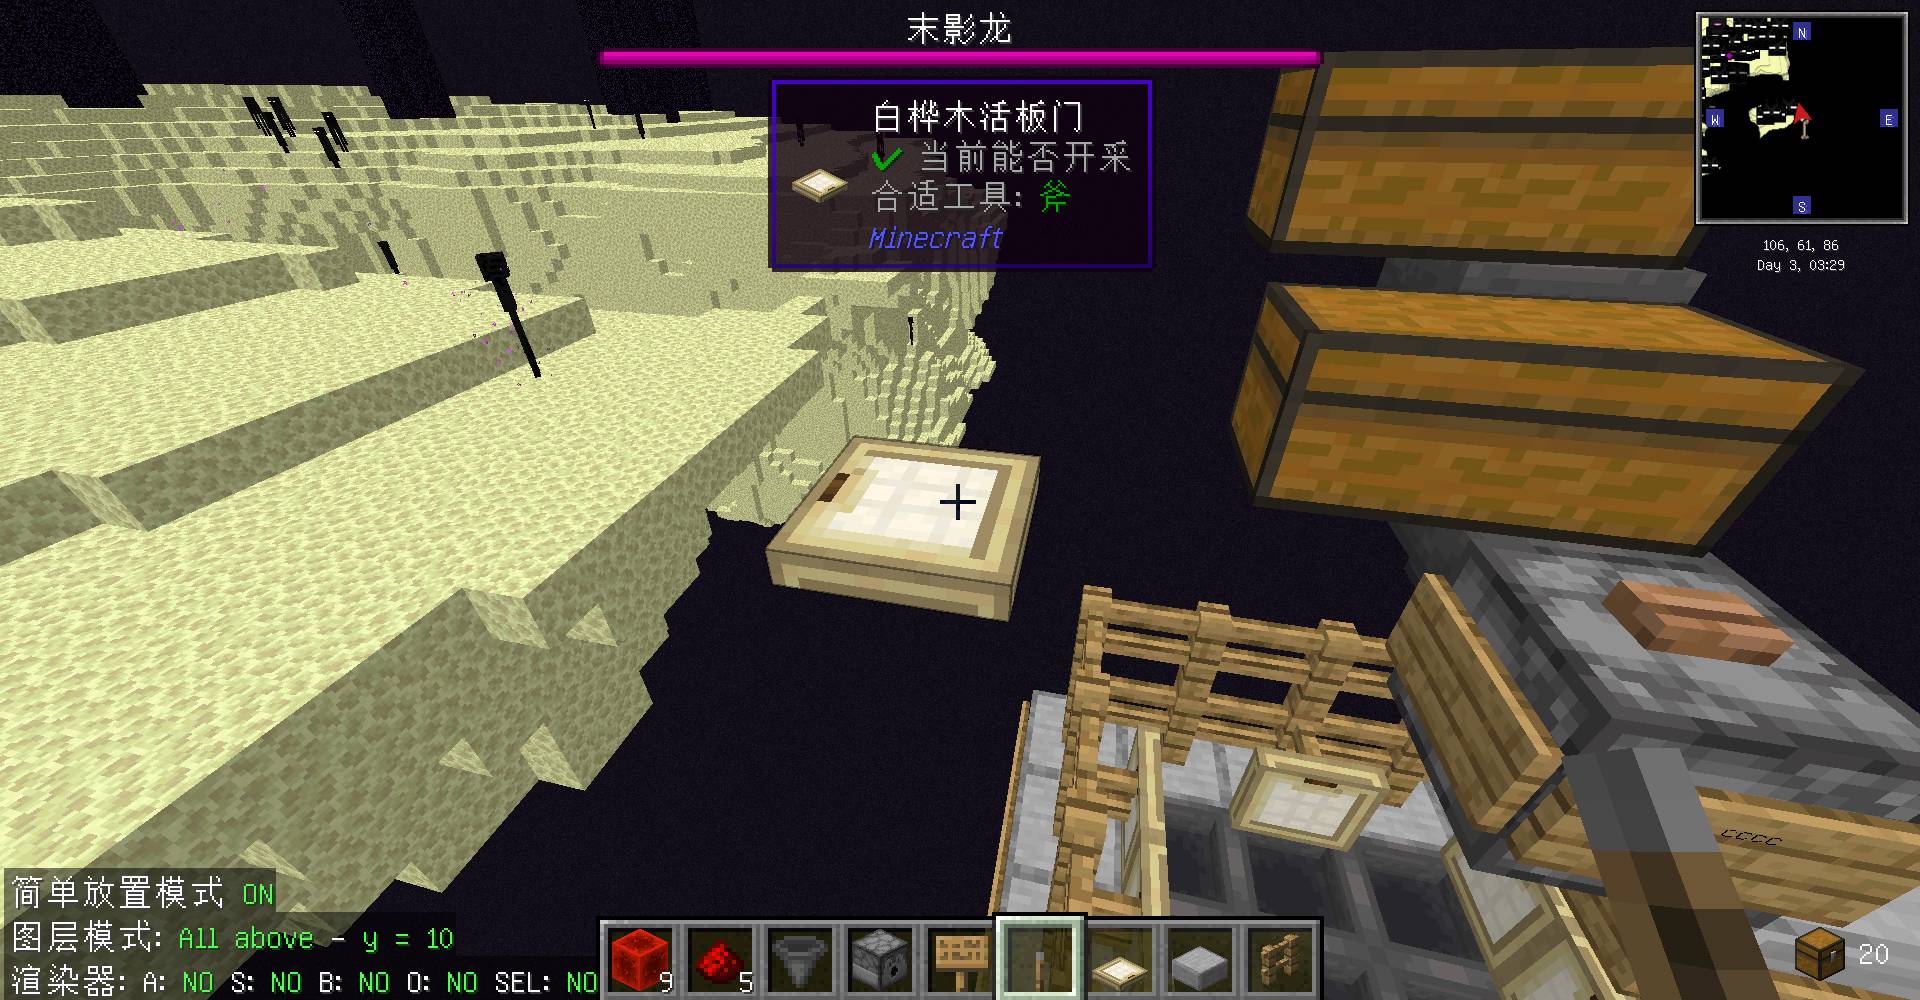 末影龙
白桦木活板门
当前能否开采
合适工具: 斧
Minecraft
N
W
E
S
106, 61, 86
Day 3, 03:29
cccc
简单放置模式 ON
图层模式: All above - y = 10
渲染器: A: NO S: NO B: NO O: NO SEL: NO
9
5
20